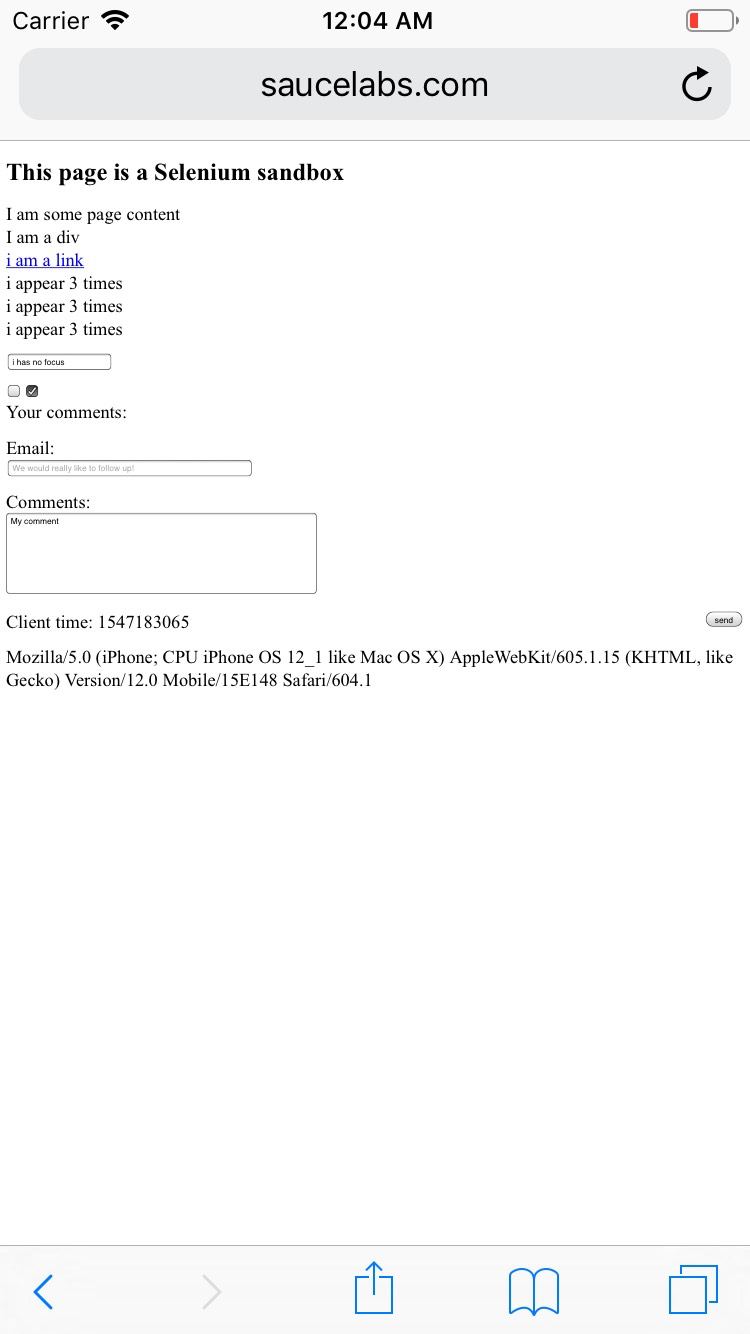 Carrier 12:04 AM
saucelabs.com
This page is a Selenium sandbox
I am some page content
I am a div
i am a link
i appear 3 times
i appear 3 times
i appear 3 times
i has no focus
Your comments:
Email:
We would really like to follow up!
Comments:
My comment
Client time: 1547183065 send
Mozilla/5.0 (iPhone; CPU iPhone OS 12_1 like Mac OS X) AppleWebKit/605.1.15 (KHTML, like
Gecko) Version/12.0 Mobile/15E148 Safari/604.1